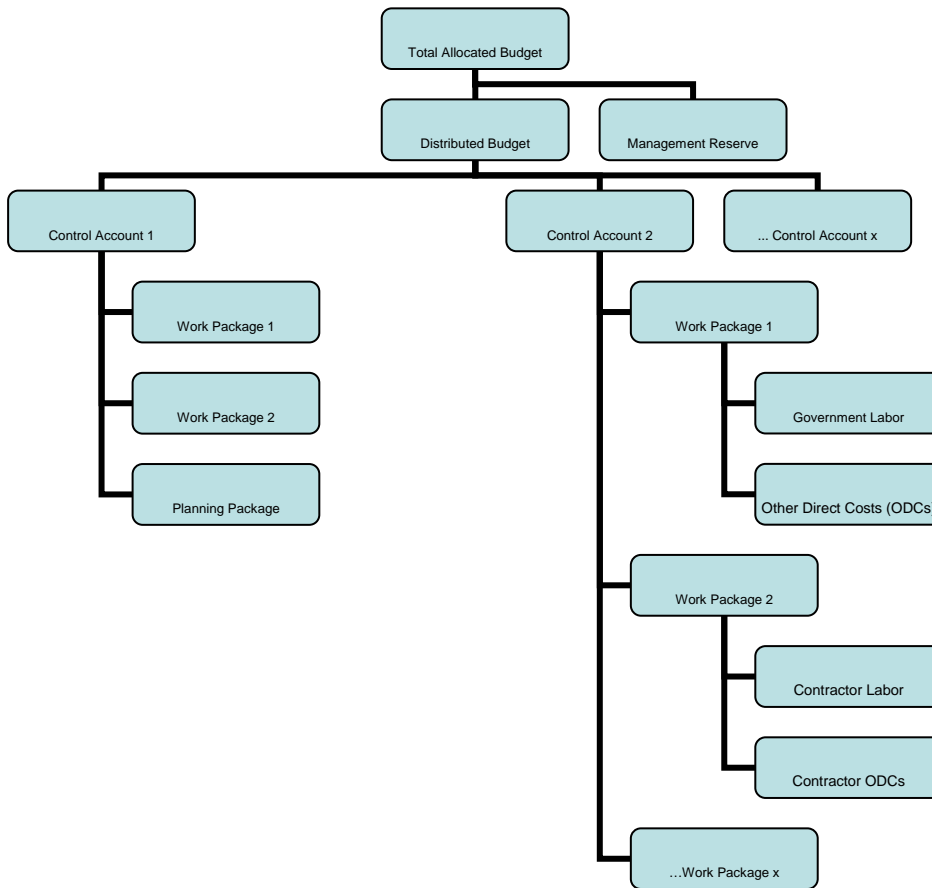 Total Allocated Budget
Distributed Budget
Management Reserve
Control Account 1
Control Account 2
... Control Account x
Work Package 1
Work Package 2
Planning Package
Work Package 1
Government Labor
Other Direct Costs (ODCs)
Work Package 2
Contractor Labor
Contractor ODCs
...Work Package x